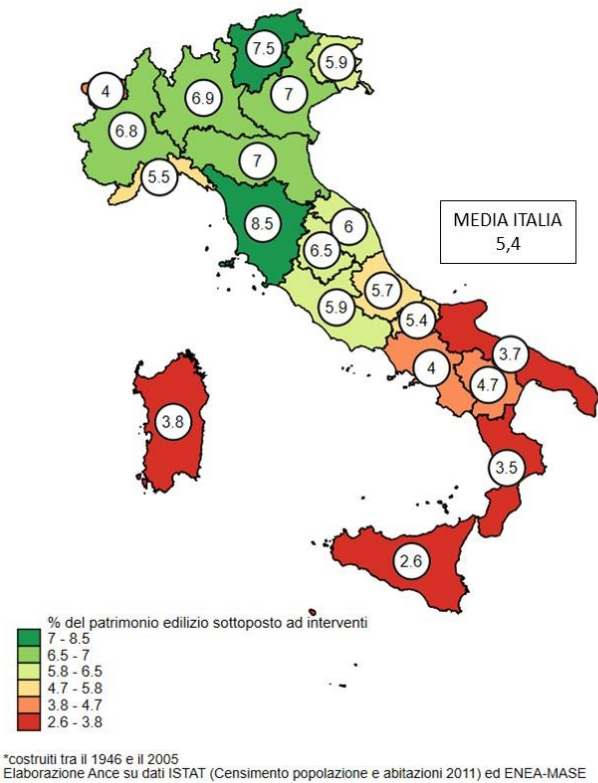 7.5
5.9
4
6.9
7
6.8
7
5.5
8.5
6
MEDIA ITALIA
5,4
6.5
5.7
5.9
5.4
3.7
4
4.7
3.8
3.5
2.6
% del patrimonio edilizio sottoposto ad interventi
7 - 8.5
6.5 - 7
5.8 - 6.5
4.7 - 5.8
3.8 - 4.7
2.6 - 3.8
*costruiti tra il 1946 e il 2005
Elaborazione Ance su dati ISTAT (Censimento popolazione e abitazioni 2011) ed ENEA-MASE